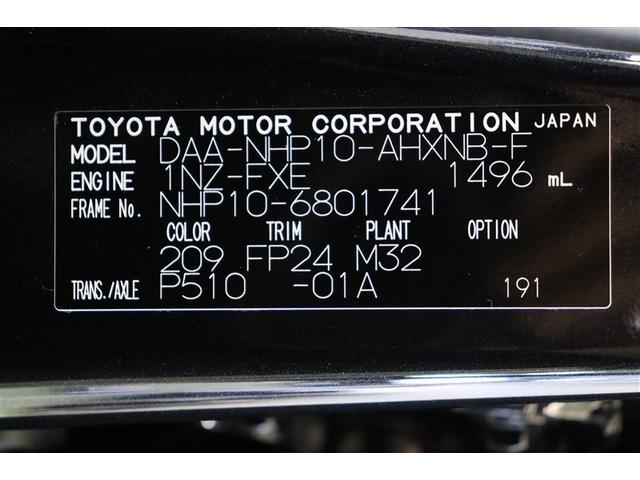 TOYOTA MOTOR CORPORATION JAPAN
MODEL DAA-NHP10-AHXNB-F
ENGINE 1NZ-FXE 1496 mL
FRAME No. NHP10-6801741
COLOR TRIM PLANT OPTION
209 FP24 M32
TRANS./AXLE P510 -01A 191